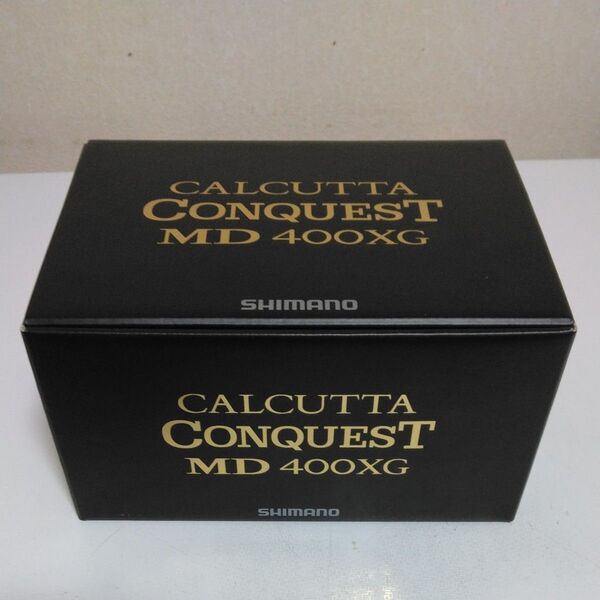 CALCUTTA
CONQUEST
MD 400XG
SHIMANO
CALCUTTA
CONQUEST
MD 400XG
SHIMANO